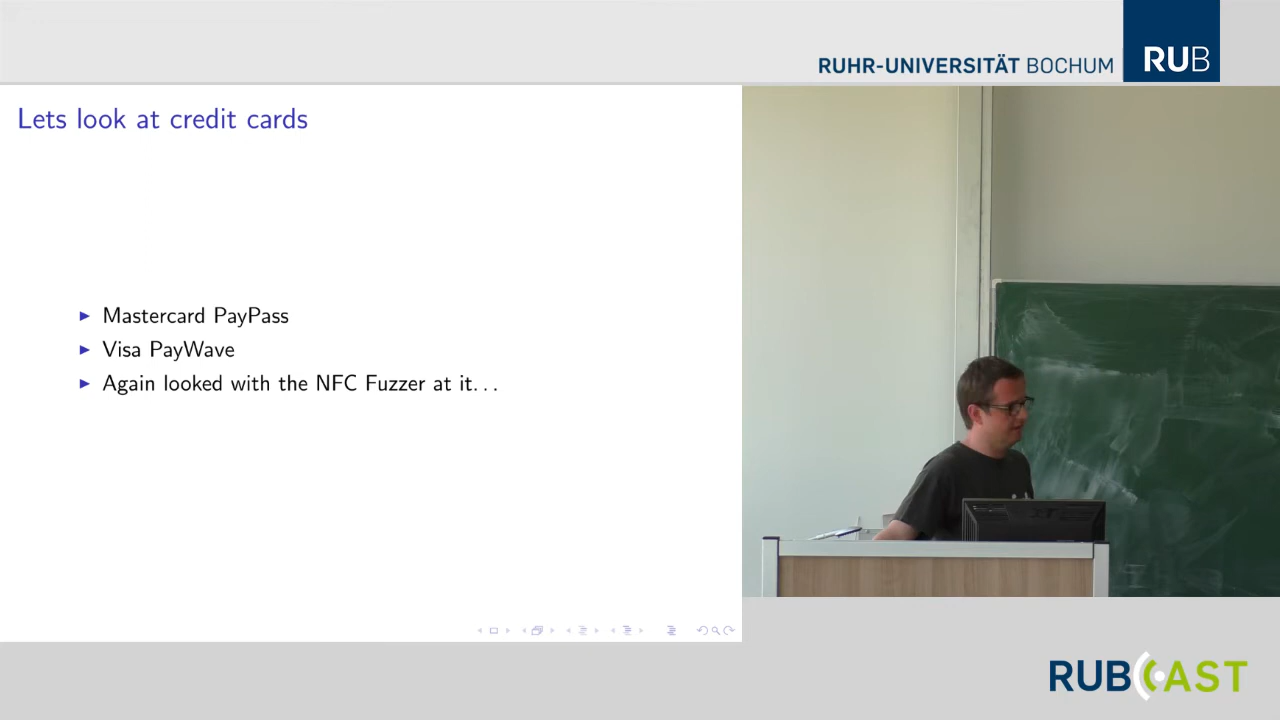 RUHR-UNIVERSITÄT BOCHUM
RUB
Lets look at credit cards
Mastercard PayPass
Visa PayWave
Again looked with the NFC Fuzzer at it...
RUBCAST